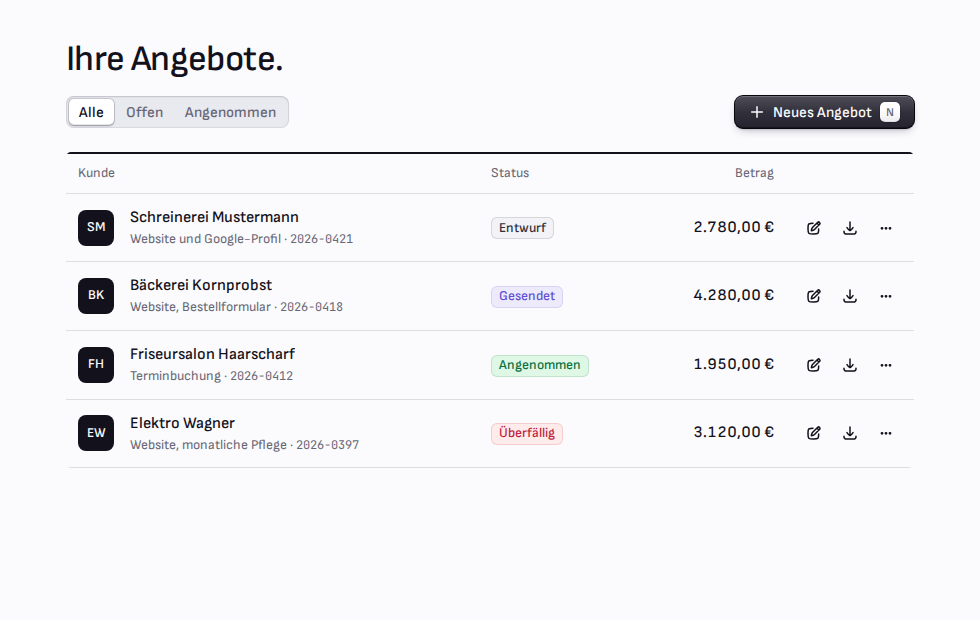 Ihre Angebote.
Alle Offen Angenommen
+ Neues Angebot N
Kunde Status Betrag
SM Schreinerei Mustermann Entwurf 2.780,00 €
Website und Google-Profil · 2026-0421
BK Bäckerei Kornprobst Gesendet 4.280,00 €
Website, Bestellformular · 2026-0418
FH Friseursalon Haarscharf Angenommen 1.950,00 €
Terminbuchung · 2026-0412
EW Elektro Wagner Überfällig 3.120,00 €
Website, monatliche Pflege · 2026-0397